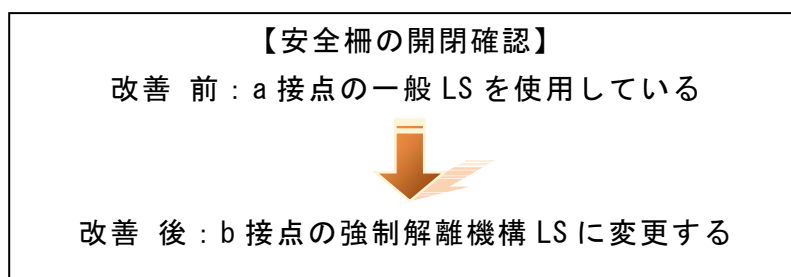 【安全柵の開閉確認】
改善 前：a 接点の一般 LS を使用している
改善 後：b 接点の強制解離機構 LS に変更する